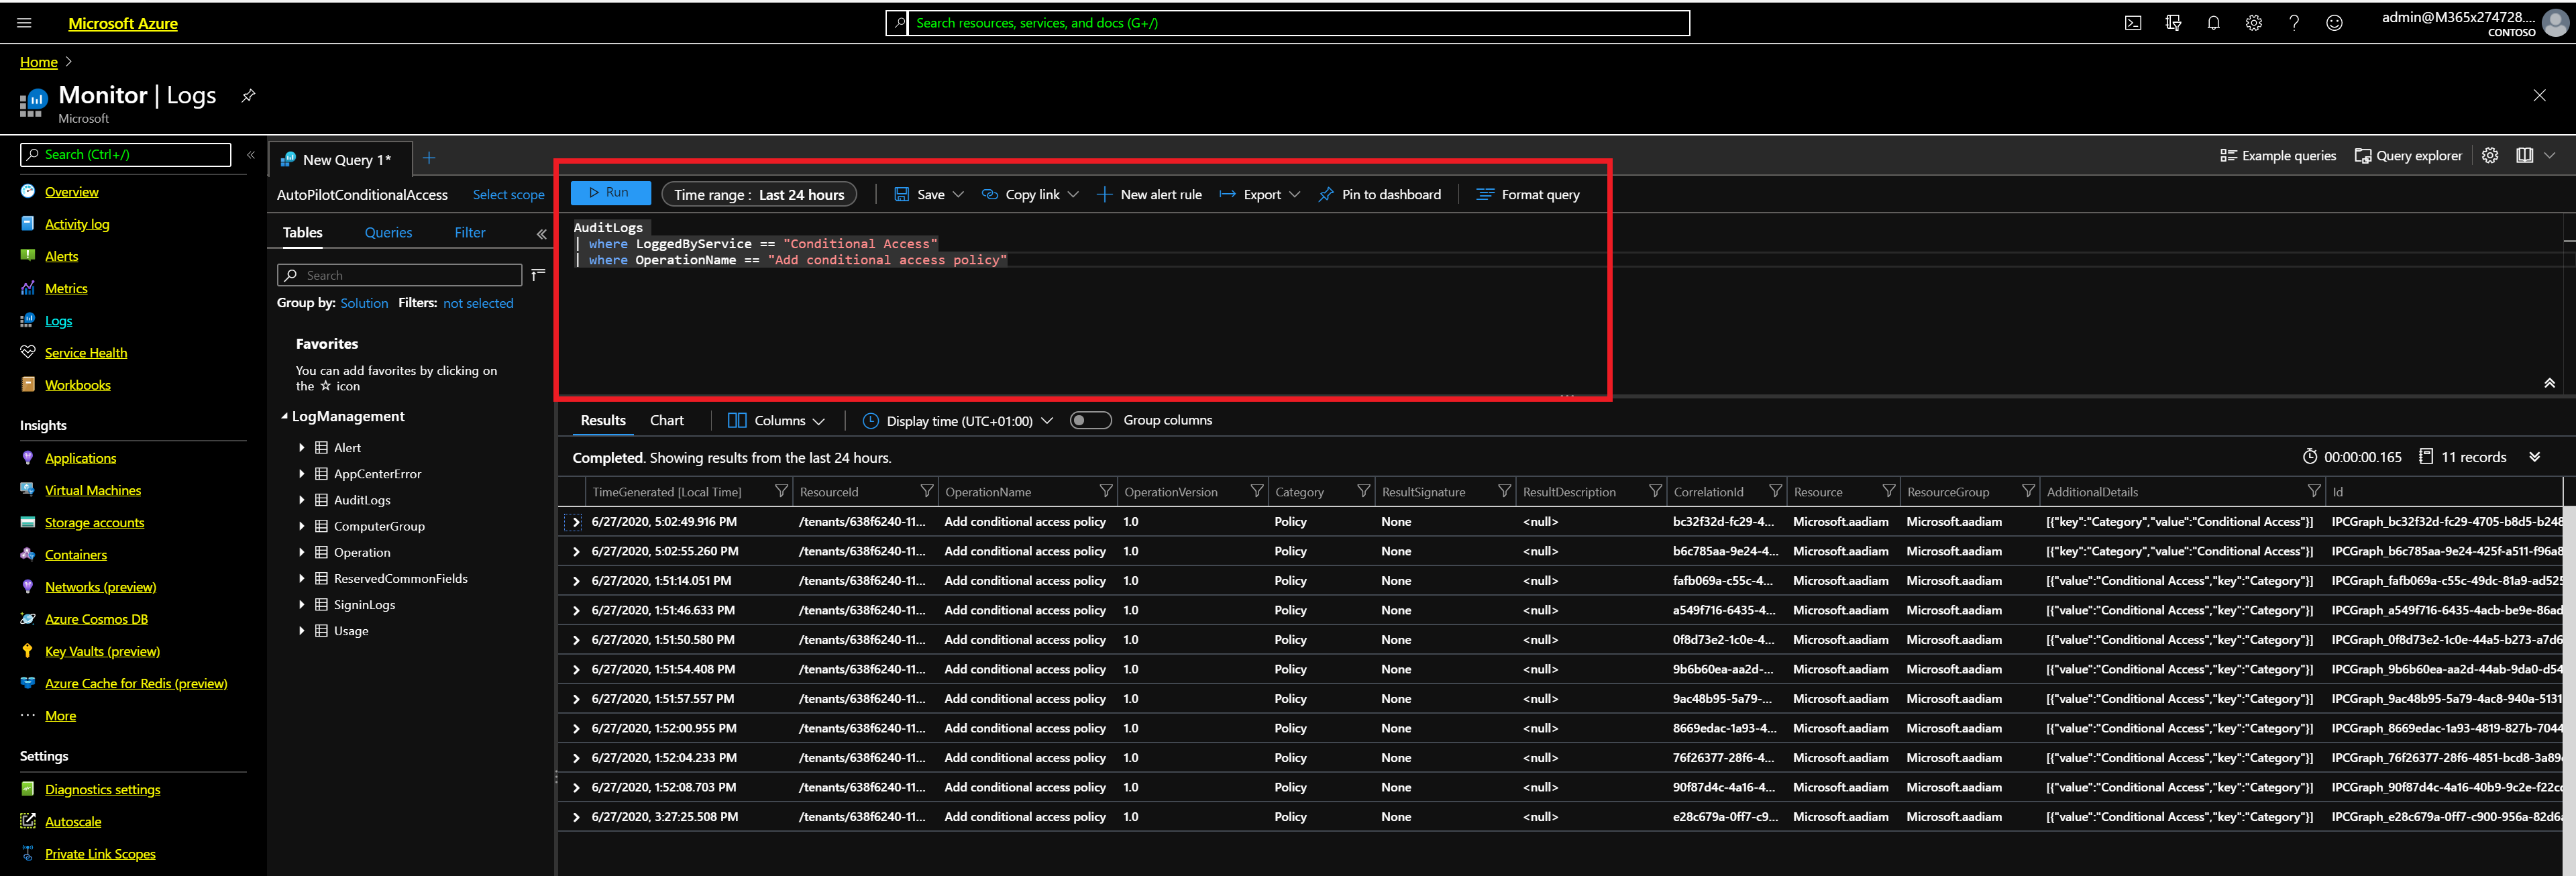 Microsoft Azure
Search resources, services, and docs (G+/)
admin@M365x274728....
CONTOSO
Home
Monitor | Logs
Microsoft
Search (Ctrl+/)
Overview
Activity log
Alerts
Metrics
Logs
Service Health
Workbooks
Insights
Applications
Virtual Machines
Storage accounts
Containers
Networks (preview)
Azure Cosmos DB
Key Vaults (preview)
Azure Cache for Redis (preview)
More
Settings
Diagnostics settings
Autoscale
Private Link Scopes
New Query 1*
Example queries Query explorer
AutoPilotConditionalAccess Select scope
Tables Queries Filter
Search
Group by: Solution Filters: not selected
Favorites
You can add favorites by clicking on
the ☆ icon
LogManagement
Alert
AppCenterError
AuditLogs
ComputerGroup
Operation
ReservedCommonFields
SigninLogs
Usage
Run Time range : Last 24 hours Save Copy link New alert rule Export Pin to dashboard Format query
AuditLogs
| where LoggedByService == "Conditional Access"
| where OperationName == "Add conditional access policy"
Results Chart Columns Display time (UTC+01:00) Group columns
Completed. Showing results from the last 24 hours. 00:00:00.165 11 records
TimeGenerated [Local Time] ResourceId OperationName OperationVersion Category ResultSignature ResultDescription CorrelationId Resource ResourceGroup AdditionalDetails Id
6/27/2020, 5:02:49.916 PM /tenants/638f6240-11... Add conditional access policy 1.0 Policy None <null> bc32f32d-fc29-4... Microsoft.aadiam Microsoft.aadiam [{"key":"Category","value":"Conditional Access"}] IPCGraph_bc32f32d-fc29-4705-b8d5-b248
6/27/2020, 5:02:55.260 PM /tenants/638f6240-11... Add conditional access policy 1.0 Policy None <null> b6c785aa-9e24-4... Microsoft.aadiam Microsoft.aadiam [{"key":"Category","value":"Conditional Access"}] IPCGraph_b6c785aa-9e24-425f-a511-f96a8
6/27/2020, 1:51:14.051 PM /tenants/638f6240-11... Add conditional access policy 1.0 Policy None <null> fafb069a-c55c-4... Microsoft.aadiam Microsoft.aadiam [{"value":"Conditional Access","key":"Category"}] IPCGraph_fafb069a-c55c-49dc-81a9-ad525
6/27/2020, 1:51:46.633 PM /tenants/638f6240-11... Add conditional access policy 1.0 Policy None <null> a549f716-6435-4... Microsoft.aadiam Microsoft.aadiam [{"value":"Conditional Access","key":"Category"}] IPCGraph_a549f716-6435-4acb-be9e-86ad
6/27/2020, 1:51:50.580 PM /tenants/638f6240-11... Add conditional access policy 1.0 Policy None <null> 0f8d73e2-1c0e-4... Microsoft.aadiam Microsoft.aadiam [{"value":"Conditional Access","key":"Category"}] IPCGraph_0f8d73e2-1c0e-44a5-b273-a7d6
6/27/2020, 1:51:54.408 PM /tenants/638f6240-11... Add conditional access policy 1.0 Policy None <null> 9b6b60ea-aa2d-... Microsoft.aadiam Microsoft.aadiam [{"value":"Conditional Access","key":"Category"}] IPCGraph_9b6b60ea-aa2d-44ab-9da0-d54
6/27/2020, 1:51:57.557 PM /tenants/638f6240-11... Add conditional access policy 1.0 Policy None <null> 9ac48b95-5a79-... Microsoft.aadiam Microsoft.aadiam [{"value":"Conditional Access","key":"Category"}] IPCGraph_9ac48b95-5a79-4ac8-940a-5131
6/27/2020, 1:52:00.955 PM /tenants/638f6240-11... Add conditional access policy 1.0 Policy None <null> 8669edac-1a93-4... Microsoft.aadiam Microsoft.aadiam [{"value":"Conditional Access","key":"Category"}] IPCGraph_8669edac-1a93-4819-827b-7044
6/27/2020, 1:52:04.233 PM /tenants/638f6240-11... Add conditional access policy 1.0 Policy None <null> 76f26377-28f6-4... Microsoft.aadiam Microsoft.aadiam [{"value":"Conditional Access","key":"Category"}] IPCGraph_76f26377-28f6-4851-bcd8-3a89
6/27/2020, 1:52:08.703 PM /tenants/638f6240-11... Add conditional access policy 1.0 Policy None <null> 90f87d4c-4a16-4... Microsoft.aadiam Microsoft.aadiam [{"value":"Conditional Access","key":"Category"}] IPCGraph_90f87d4c-4a16-40b9-9c2e-f22c
6/27/2020, 3:27:25.508 PM /tenants/638f6240-11... Add conditional access policy 1.0 Policy None <null> e28c679a-0ff7-c9... Microsoft.aadiam Microsoft.aadiam [{"value":"Conditional Access","key":"Category"}] IPCGraph_e28c679a-0ff7-c900-956a-82d6